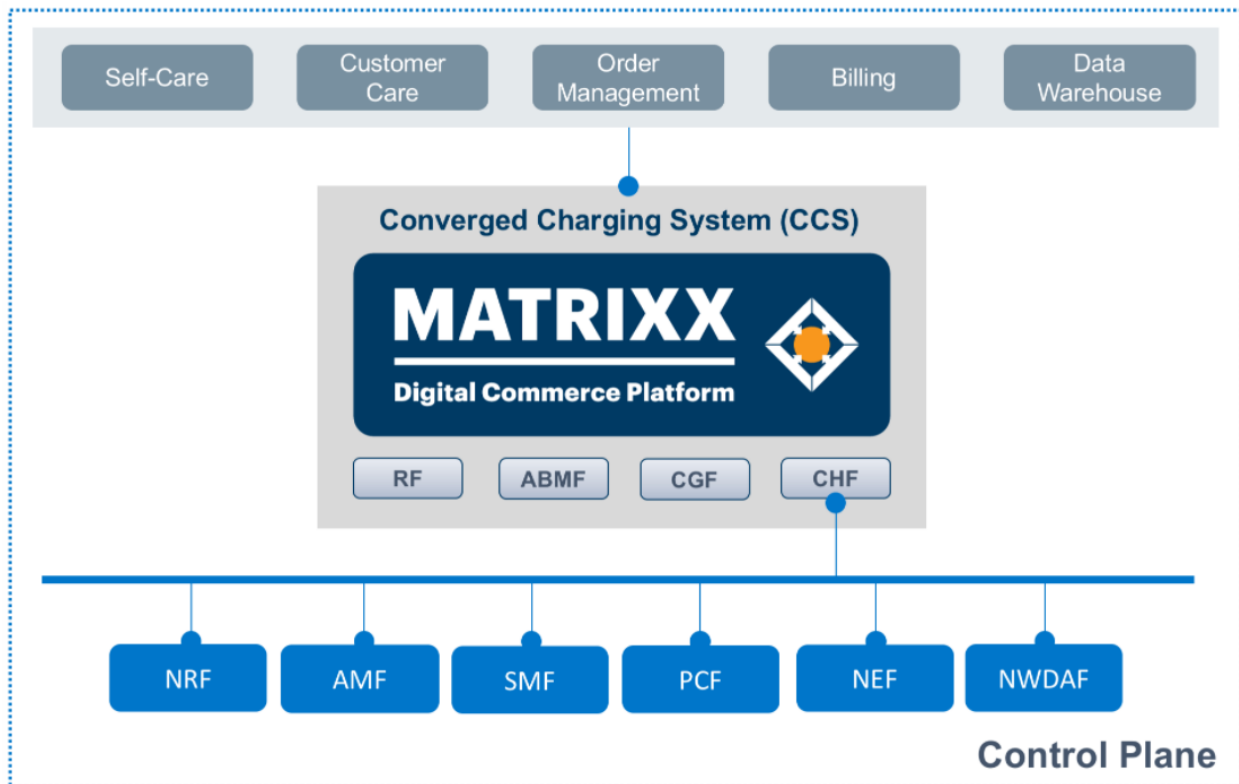 Self-Care
Customer
Care
Order
Management
Billing
Data
Warehouse
Converged Charging System (CCS)
MATRIXX
Digital Commerce Platform
RF
ABMF
CGF
CHF
NRF
AMF
SMF
PCF
NEF
NWDAF
Control Plane